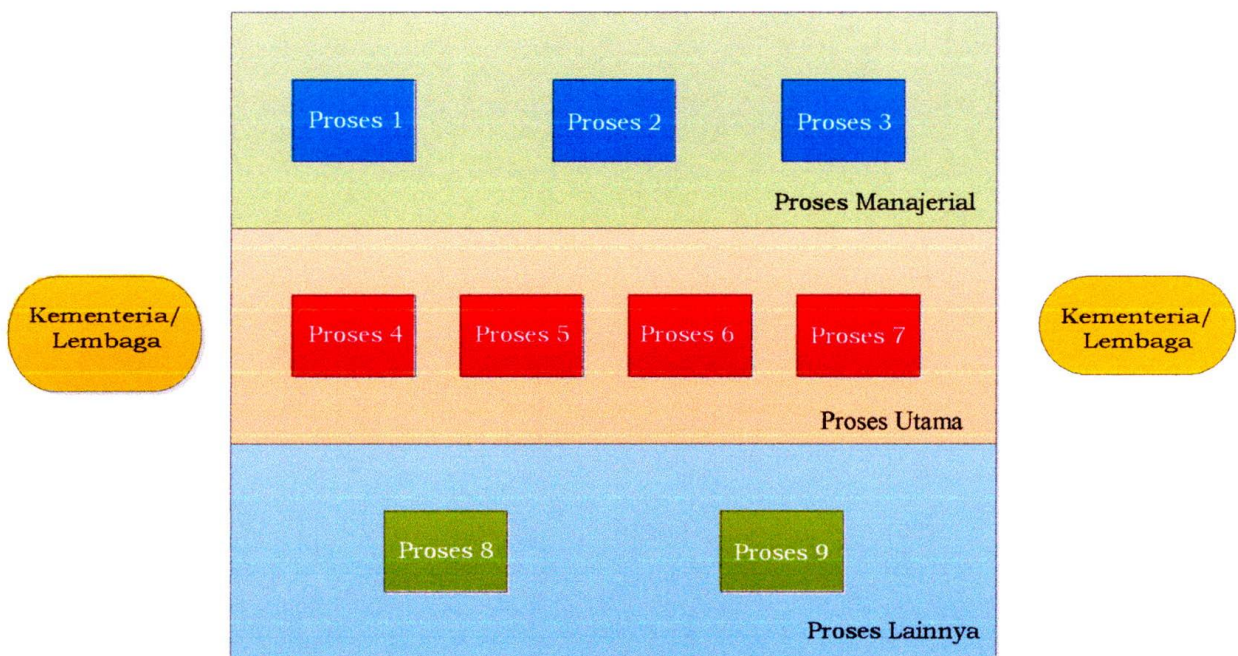 Proses 1
Proses 2
Proses 3
Proses Manajerial
Kementeria/
Lembaga
Proses 4
Proses 5
Proses 6
Proses 7
Kementeria/
Lembaga
Proses Utama
Proses 8
Proses 9
Proses Lainnya